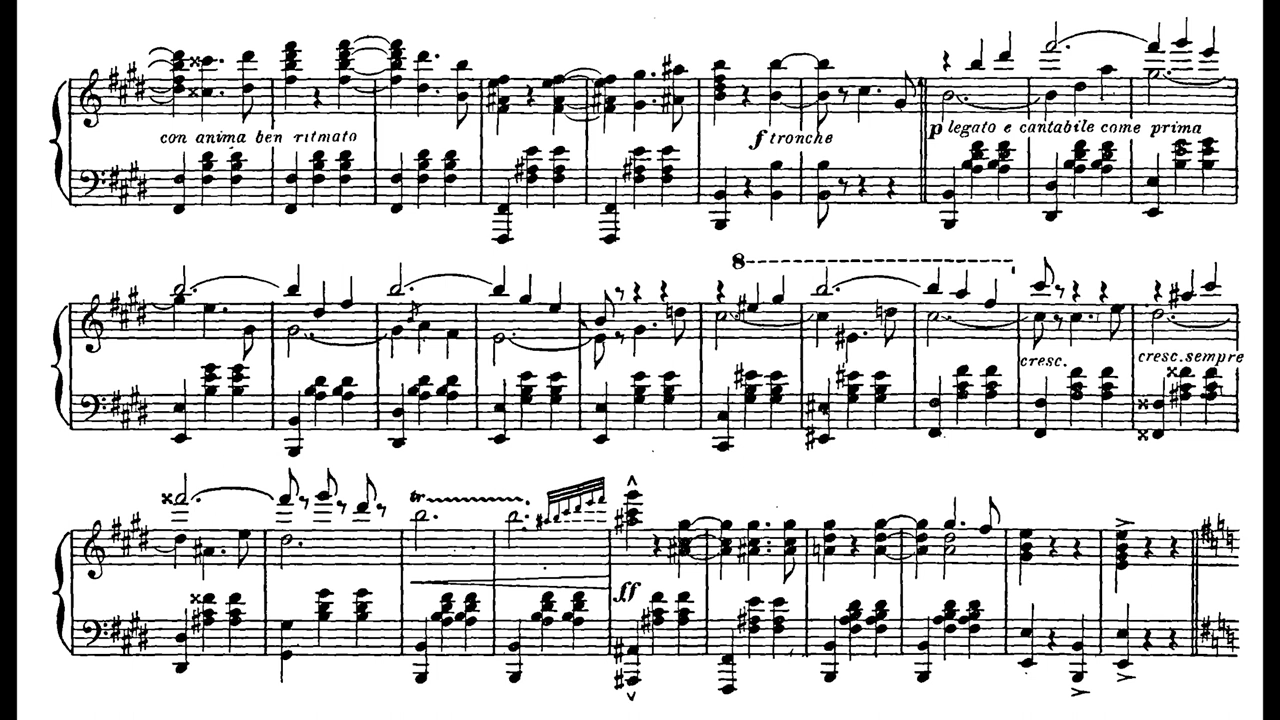 con anima ben ritmato
f tronche
p legato e cantabile come prima
8
cresc.
cresc. sempre
tr
ff